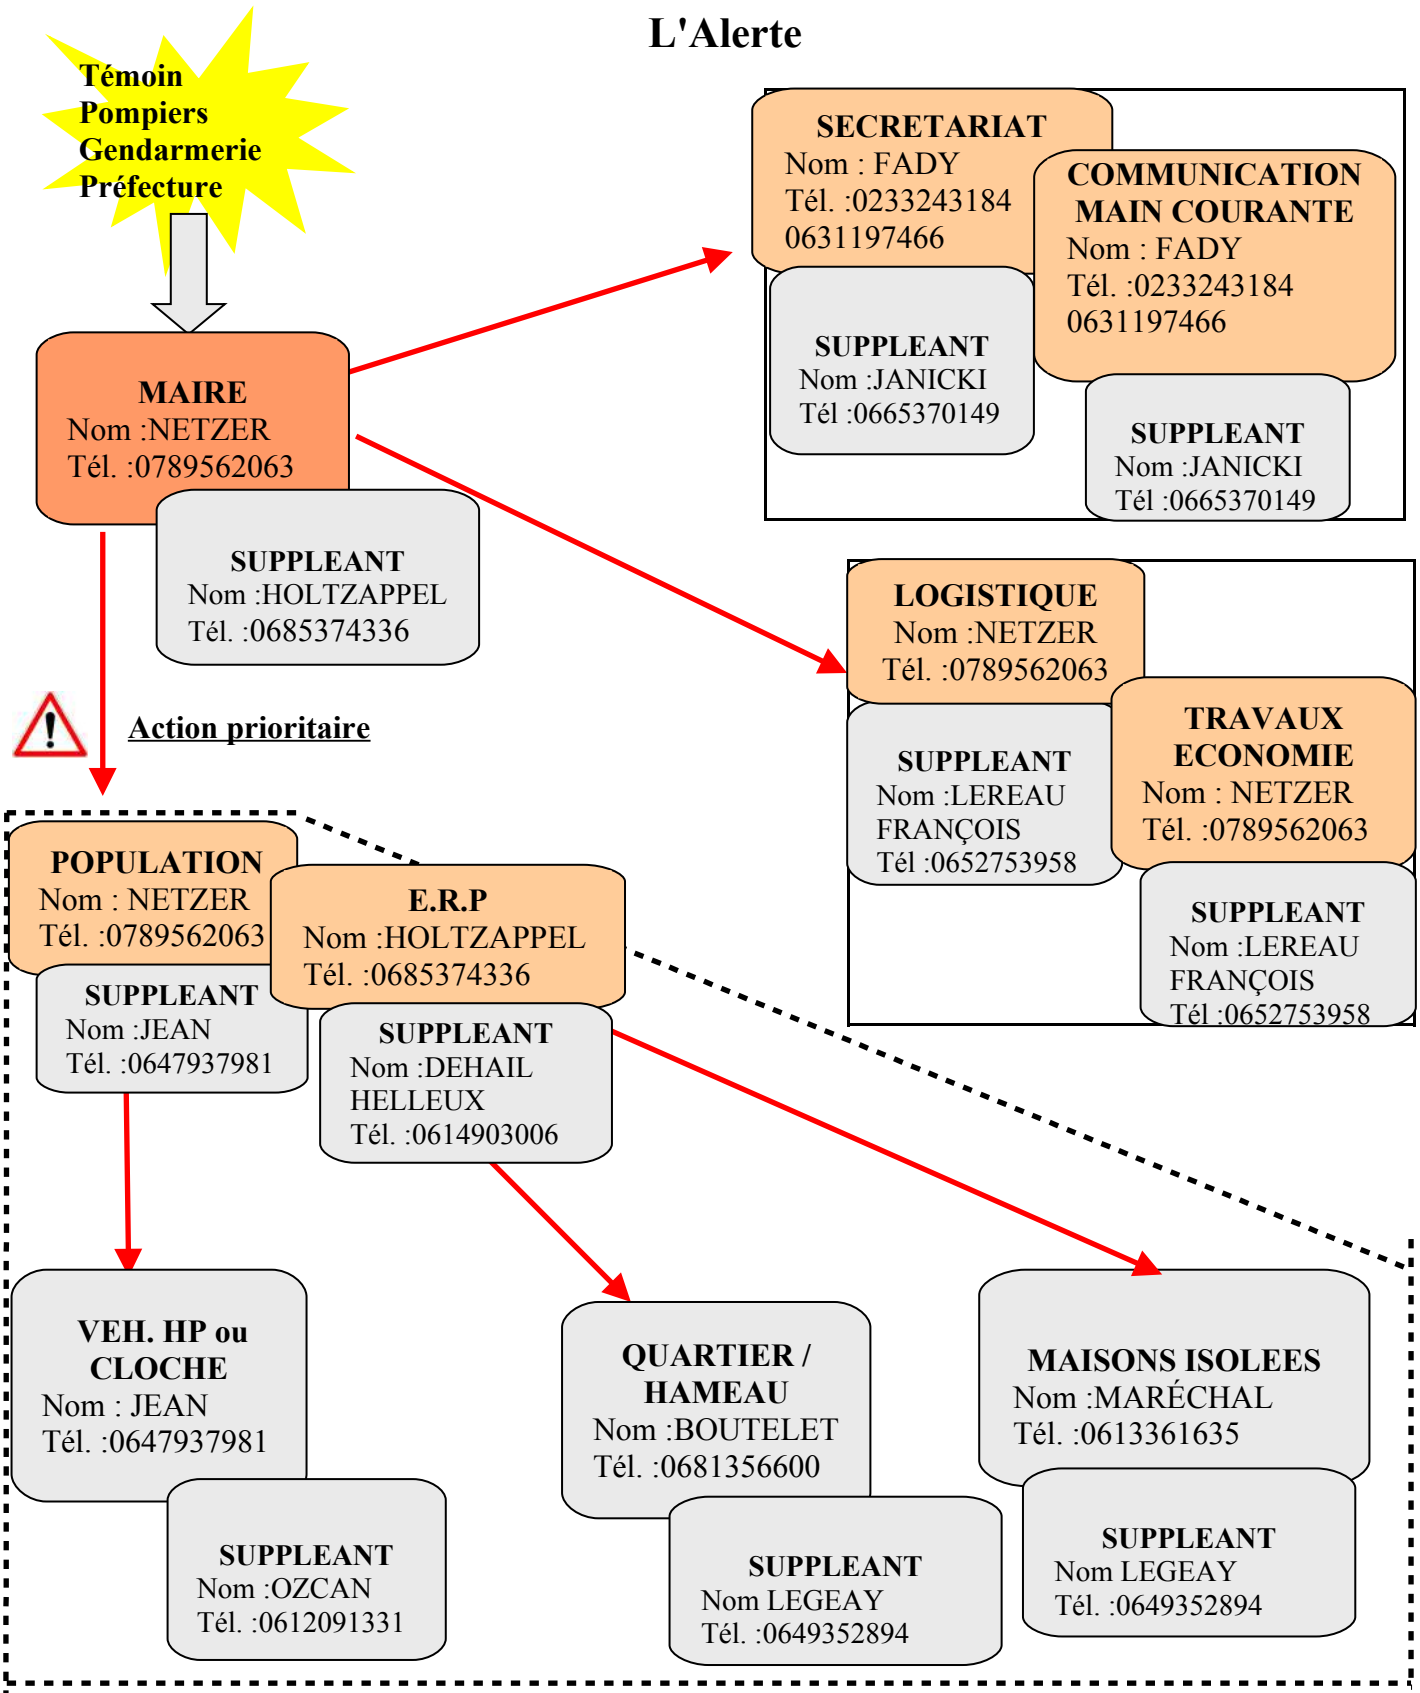 L'Alerte
Témoin
Pompiers
Gendarmerie
Préfecture
SECRETARIAT
Nom : FADY
Tél. :0233243184
0631197466
COMMUNICATION
MAIN COURANTE
Nom : FADY
Tél. :0233243184
0631197466
SUPPLEANT
Nom :JANICKI
Tél :0665370149
SUPPLEANT
Nom :JANICKI
Tél :0665370149
MAIRE
Nom :NETZER
Tél. :0789562063
SUPPLEANT
Nom :HOLTZAPPEL
Tél. :0685374336
LOGISTIQUE
Nom :NETZER
Tél. :0789562063
TRAVAUX
ECONOMIE
Nom : NETZER
Tél. :0789562063
SUPPLEANT
Nom :LEREAU
FRANÇOIS
Tél :0652753958
SUPPLEANT
Nom :LEREAU
FRANÇOIS
Tél :0652753958
Action prioritaire
POPULATION
Nom : NETZER
Tél. :0789562063
E.R.P
Nom :HOLTZAPPEL
Tél. :0685374336
SUPPLEANT
Nom :JEAN
Tél. :0647937981
SUPPLEANT
Nom :DEHAIL
HELLEUX
Tél. :0614903006
VEH. HP ou
CLOCHE
Nom : JEAN
Tél. :0647937981
SUPPLEANT
Nom :OZCAN
Tél. :0612091331
QUARTIER /
HAMEAU
Nom :BOUTELET
Tél. :0681356600
SUPPLEANT
Nom LEGEAY
Tél. :0649352894
MAISONS ISOLEES
Nom :MARÉCHAL
Tél. :0613361635
SUPPLEANT
Nom LEGEAY
Tél. :0649352894